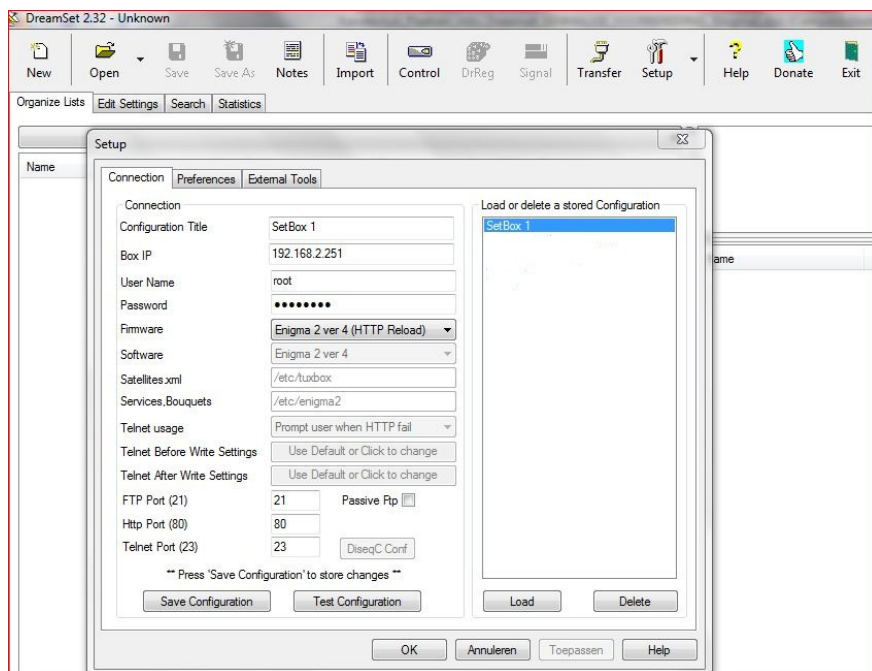 DreamSet 2.32 - Unknown
New Open Save Save As Notes Import Control DrReg Signal Transfer Setup Help Donate Exit
Organize Lists Edit Settings Search Statistics
Name
ame
Setup
Connection Preferences External Tools
Connection
Configuration Title SetBox 1
Box IP 192.168.2.251
User Name root
Password ••••••••
Firmware Enigma 2 ver 4 (HTTP Reload)
Software Enigma 2 ver 4
Satellites.xml /etc/tuxbox
Services,Bouquets /etc/enigma2
Telnet usage Prompt user when HTTP fail
Telnet Before Write Settings Use Default or Click to change
Telnet After Write Settings Use Default or Click to change
FTP Port (21) 21 Passive Ftp
Http Port (80) 80
Telnet Port (23) 23 DiseqC Conf
** Press 'Save Configuration' to store changes **
Save Configuration Test Configuration
Load or delete a stored Configuration
SetBox 1
Load Delete
OK Annuleren Toepassen Help